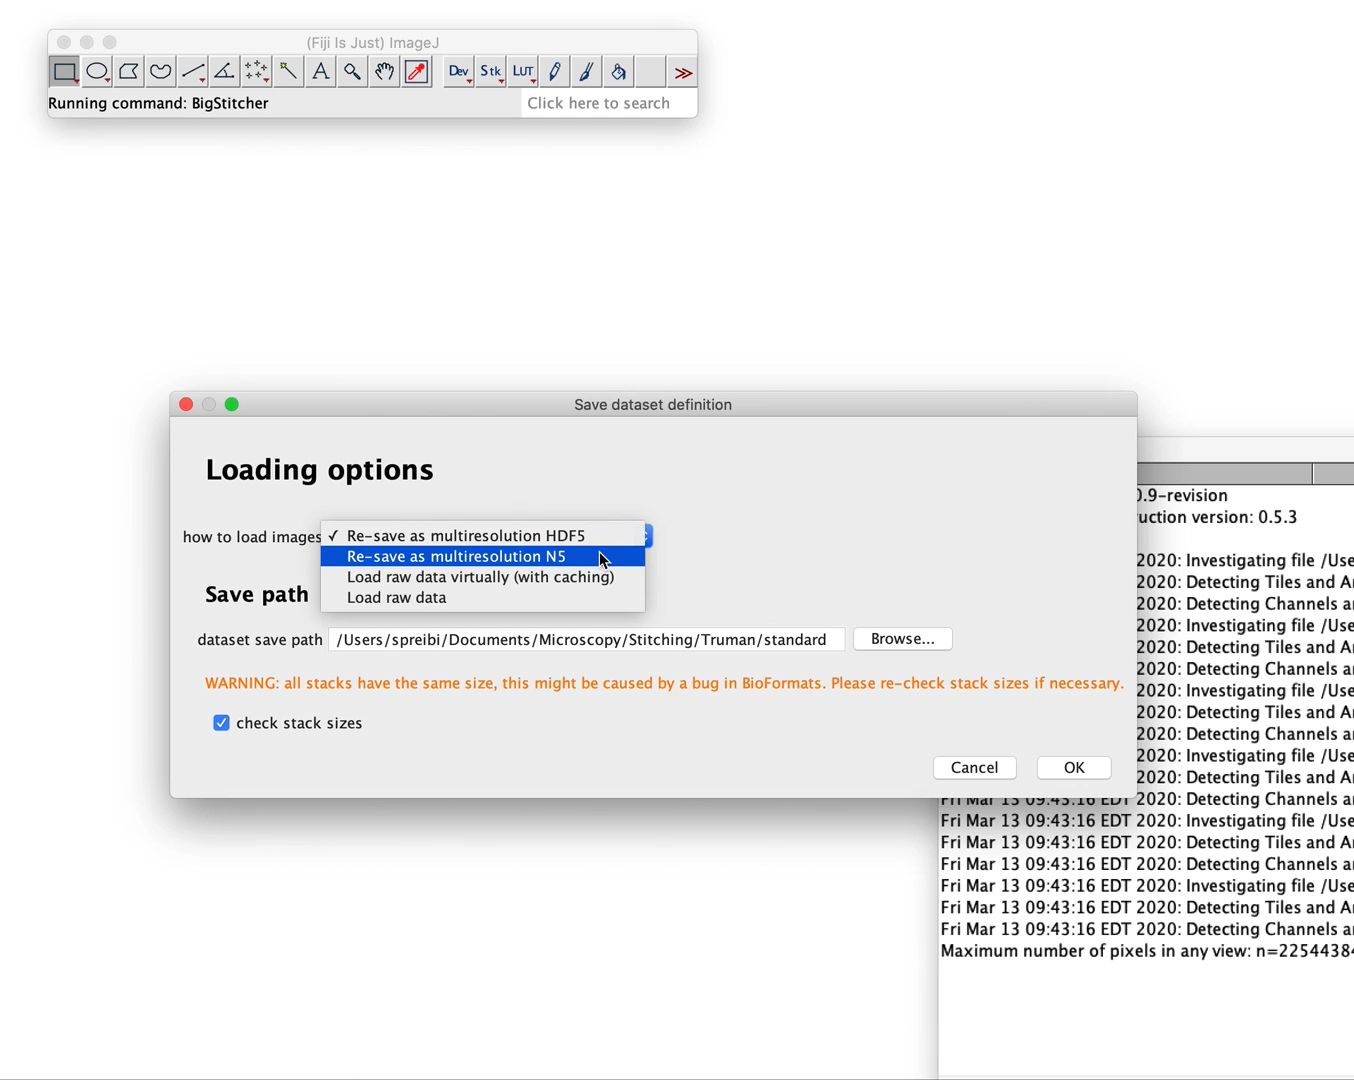 (Fiji Is Just) ImageJ
A Dev Stk LUT
Running command: BigStitcher Click here to search
Save dataset definition
Loading options
how to load images
✓ Re-save as multiresolution HDF5
Re-save as multiresolution N5
Load raw data virtually (with caching)
Load raw data
Save path
dataset save path /Users/spreibi/Documents/Microscopy/Stitching/Truman/standard Browse...
WARNING: all stacks have the same size, this might be caused by a bug in BioFormats. Please re-check stack sizes if necessary.
check stack sizes
Cancel OK
0.9-revision
uction version: 0.5.3
2020: Investigating file /Use
2020: Detecting Tiles and A
2020: Detecting Channels a
2020: Investigating file /Use
2020: Detecting Tiles and A
2020: Detecting Channels a
2020: Investigating file /Use
2020: Detecting Tiles and A
2020: Detecting Channels a
2020: Investigating file /Use
2020: Detecting Tiles and A
Fri Mar 13 09:43:16 EDT 2020: Detecting Channels a
Fri Mar 13 09:43:16 EDT 2020: Investigating file /Use
Fri Mar 13 09:43:16 EDT 2020: Detecting Tiles and A
Fri Mar 13 09:43:16 EDT 2020: Detecting Channels a
Fri Mar 13 09:43:16 EDT 2020: Investigating file /Use
Fri Mar 13 09:43:16 EDT 2020: Detecting Tiles and A
Fri Mar 13 09:43:16 EDT 2020: Detecting Channels a
Maximum number of pixels in any view: n=2254438